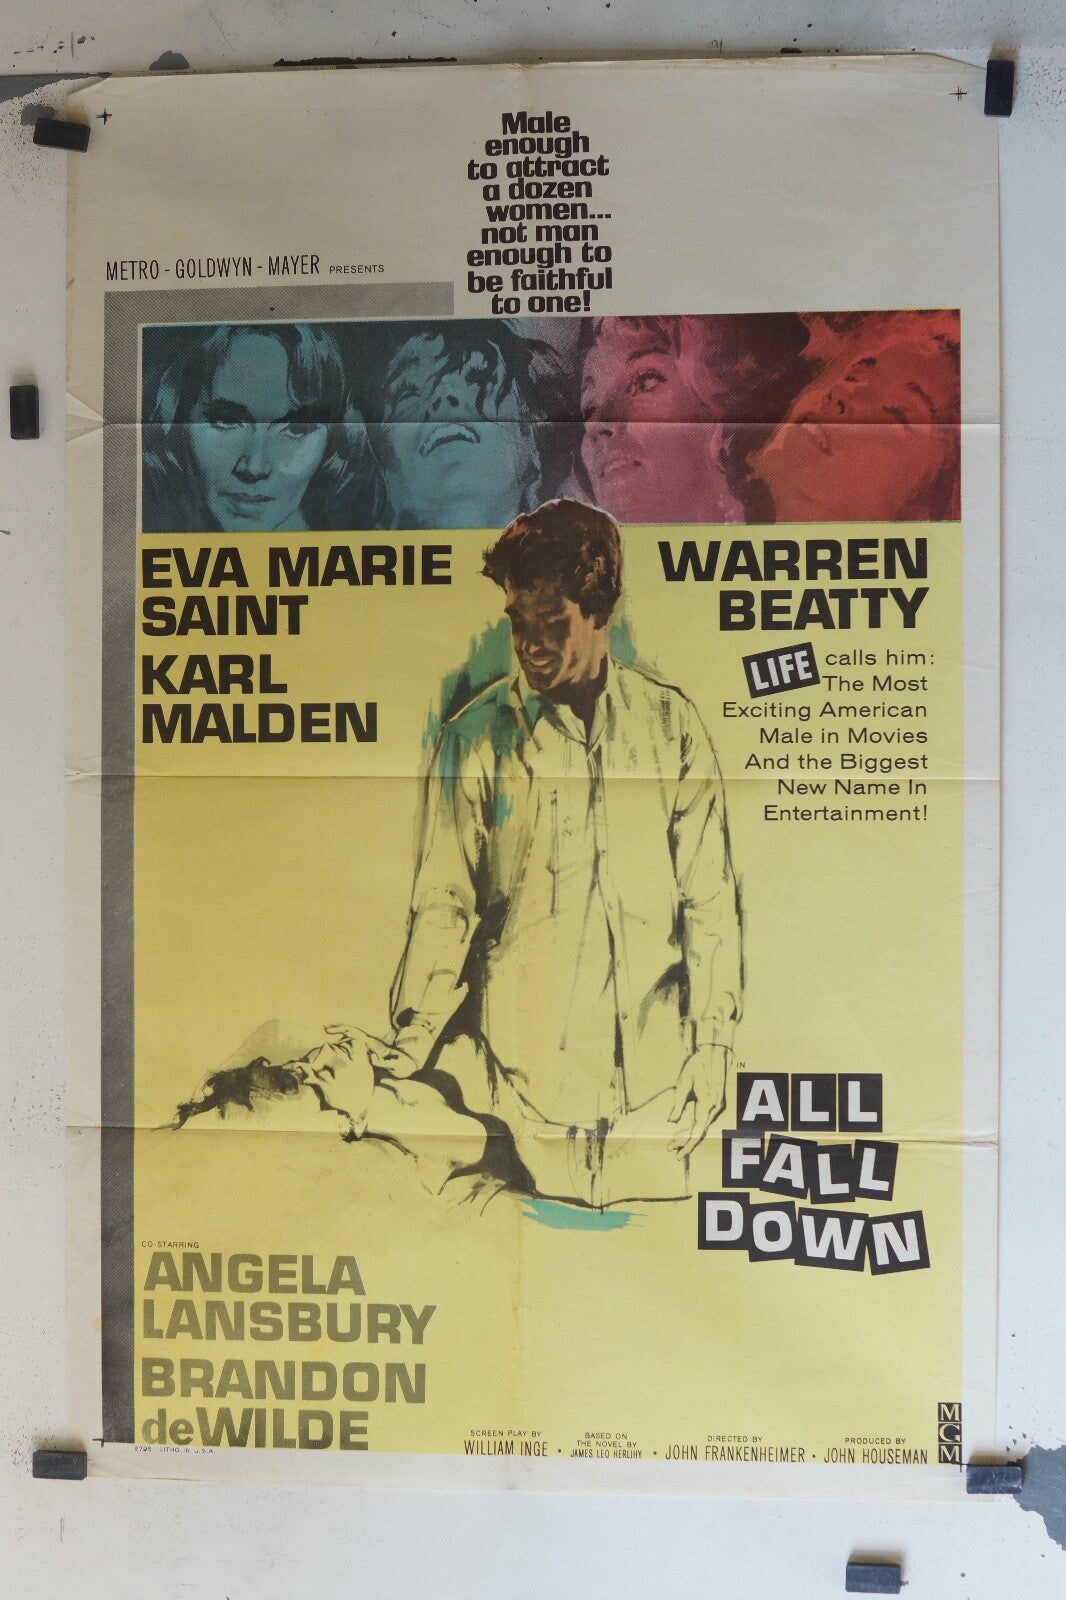 Male
enough
to attract
a dozen
women...
not man
enough to
be faithful
to one!
METRO-GOLDWYN-MAYER PRESENTS
EVA MARIE
SAINT
KARL
MALDEN
WARREN
BEATTY
LIFE calls him:
The Most
Exciting American
Male in Movies
And the Biggest
New Name In
Entertainment!
IN
ALL
FALL
DOWN
CO-STARRING
ANGELA
LANSBURY
BRANDON
deWILDE
2795 LITHO. IN U.S.A.
SCREEN PLAY BY
WILLIAM INGE •
BASED ON
THE NOVEL BY
JAMES LEO HERLIHY •
DIRECTED BY
JOHN FRANKENHEIMER •
PRODUCED BY
JOHN HOUSEMAN
M
G
M